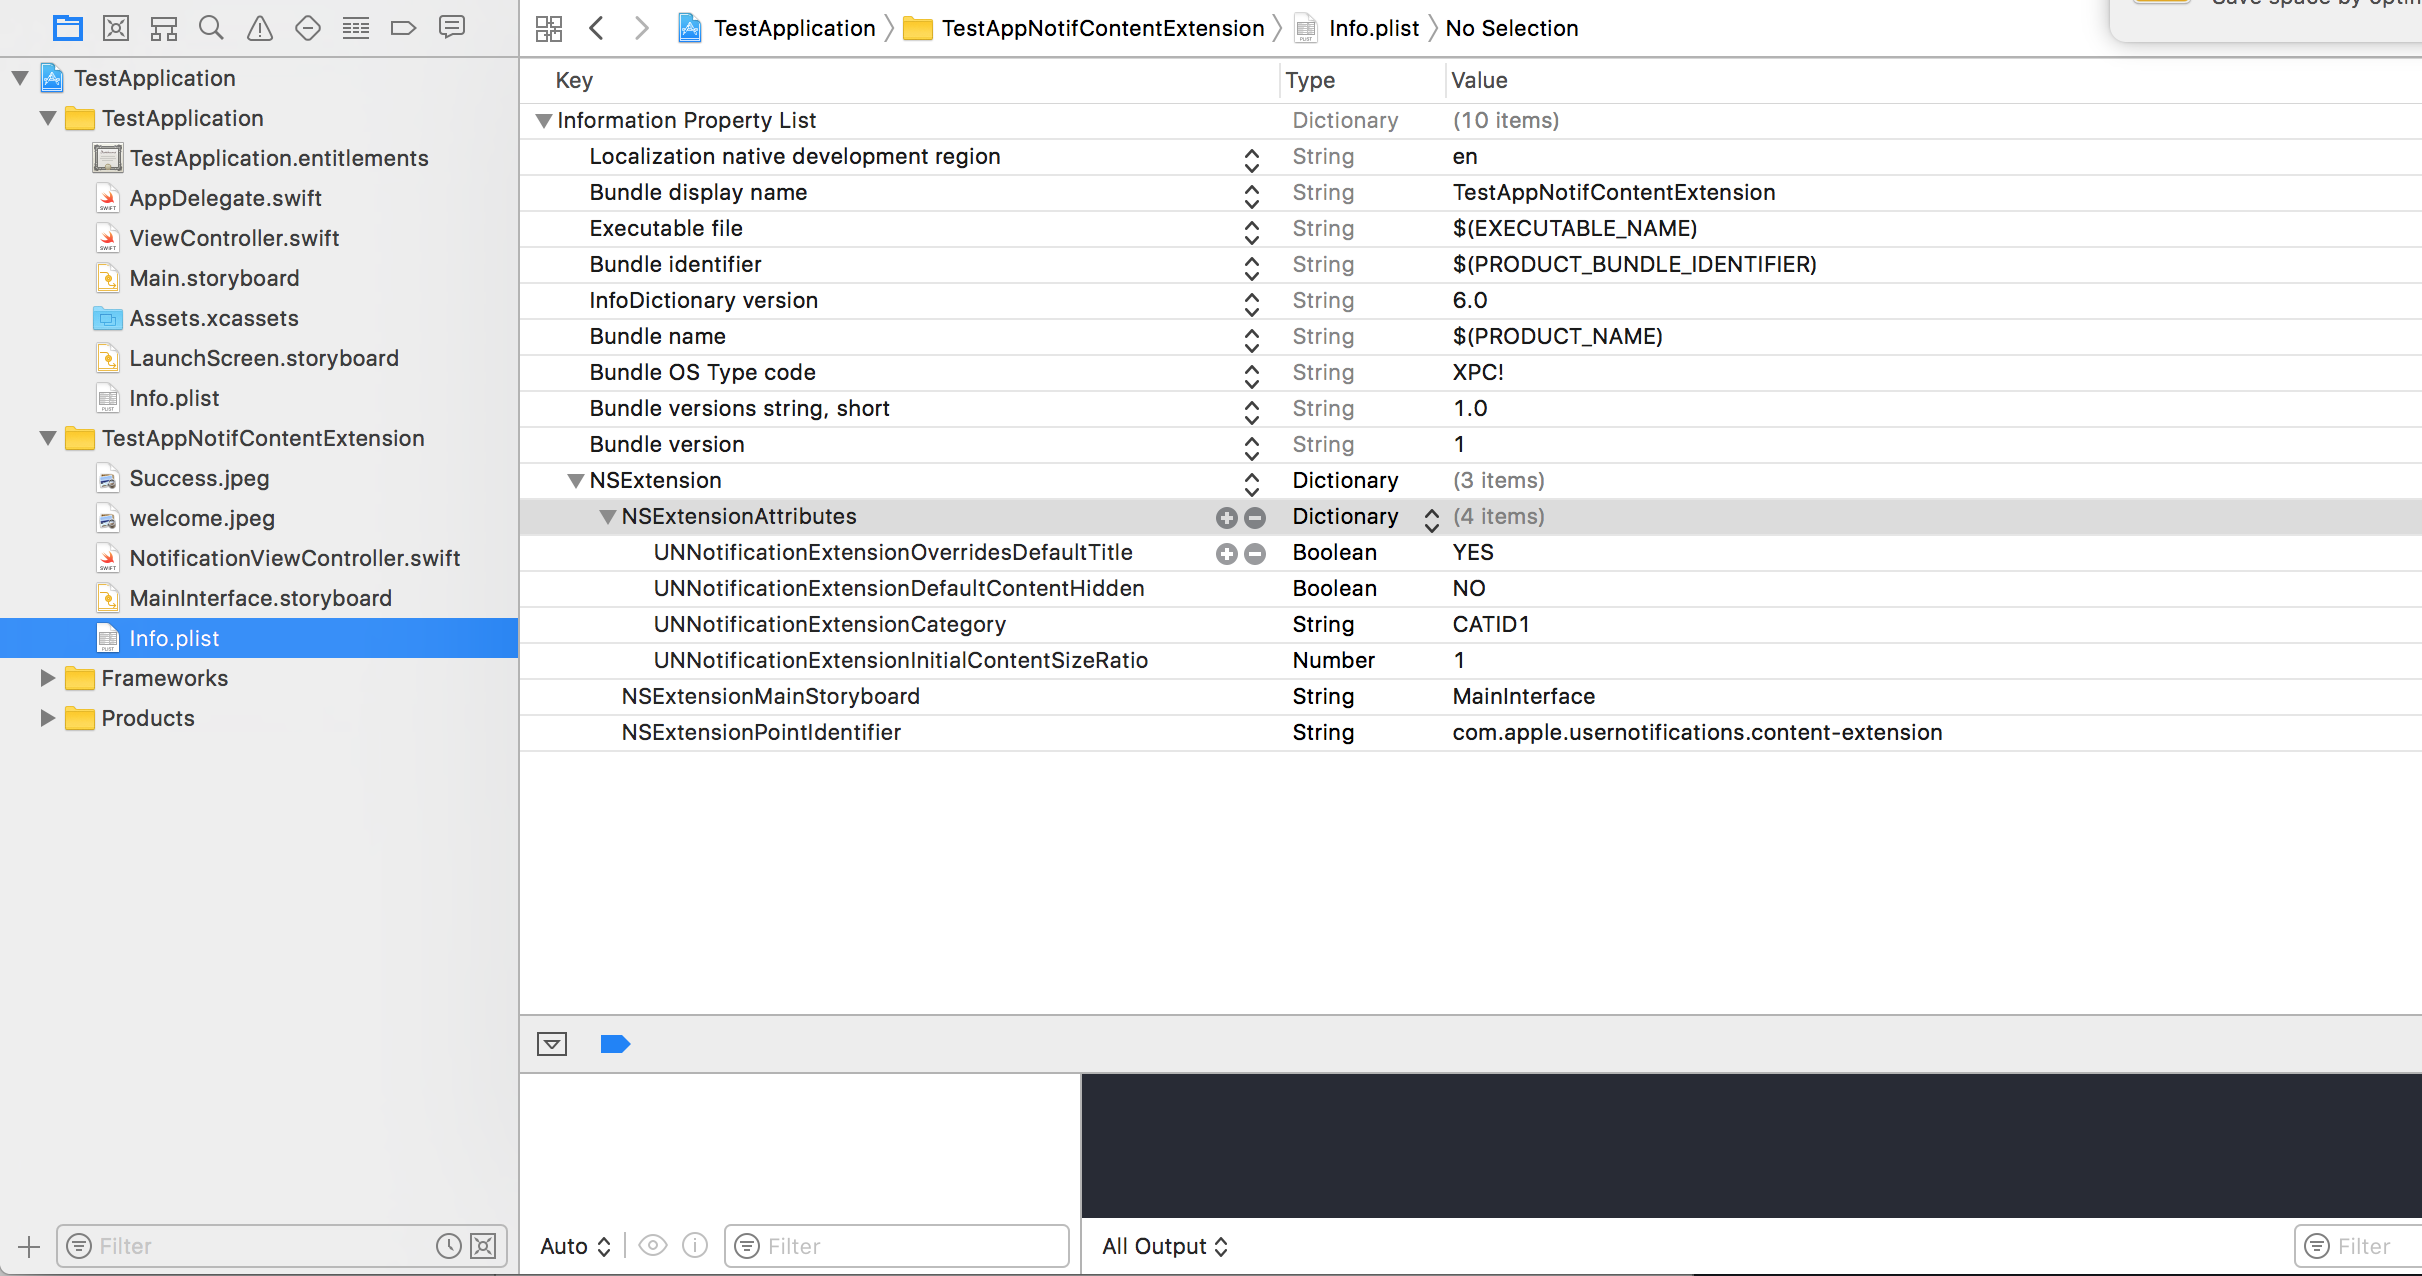 TestApplication
TestApplication
TestApplication.entitlements
AppDelegate.swift
ViewController.swift
Main.storyboard
Assets.xcassets
LaunchScreen.storyboard
Info.plist
TestAppNotifContentExtension
Success.jpeg
welcome.jpeg
NotificationViewController.swift
MainInterface.storyboard
Info.plist
Frameworks
Products
Filter
TestApplication TestAppNotifContentExtension Info.plist No Selection
Key Type Value
Information Property List Dictionary (10 items)
Localization native development region String en
Bundle display name String TestAppNotifContentExtension
Executable file String $(EXECUTABLE_NAME)
Bundle identifier String $(PRODUCT_BUNDLE_IDENTIFIER)
InfoDictionary version String 6.0
Bundle name String $(PRODUCT_NAME)
Bundle OS Type code String XPC!
Bundle versions string, short String 1.0
Bundle version String 1
NSExtension Dictionary (3 items)
NSExtensionAttributes Dictionary (4 items)
UNNotificationExtensionOverridesDefaultTitle Boolean YES
UNNotificationExtensionDefaultContentHidden Boolean NO
UNNotificationExtensionCategory String CATID1
UNNotificationExtensionInitialContentSizeRatio Number 1
NSExtensionMainStoryboard String MainInterface
NSExtensionPointIdentifier String com.apple.usernotifications.content-extension
Auto Filter
All Output Filter